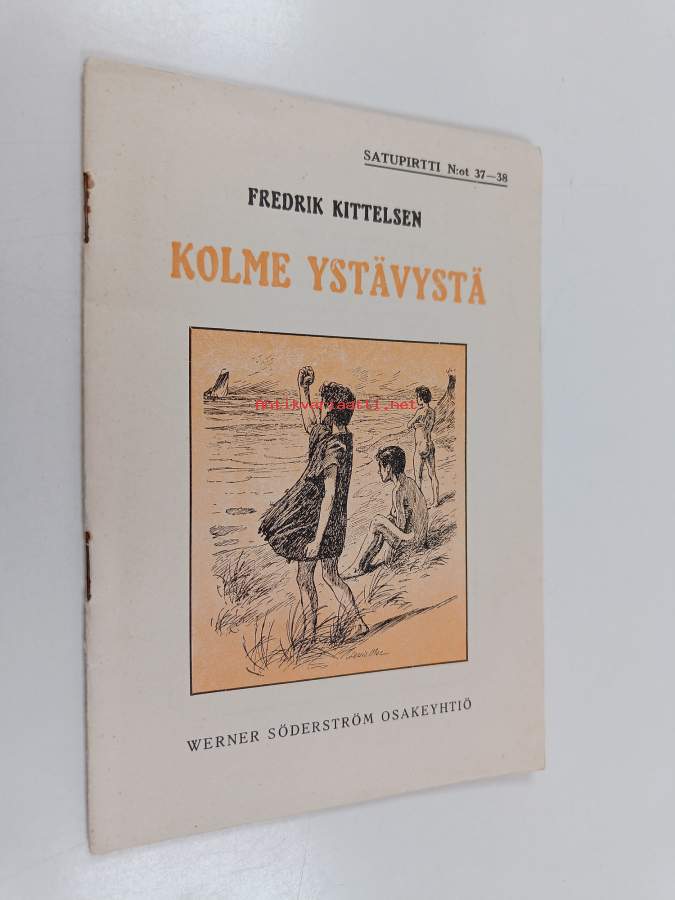 SATUPIRTTI N:ot 37—38
FREDRIK KITTELSEN
KOLME YSTÄVYSTÄ
antikvariaatti.net
WERNER SÖDERSTRÖM OSAKEYHTIÖ